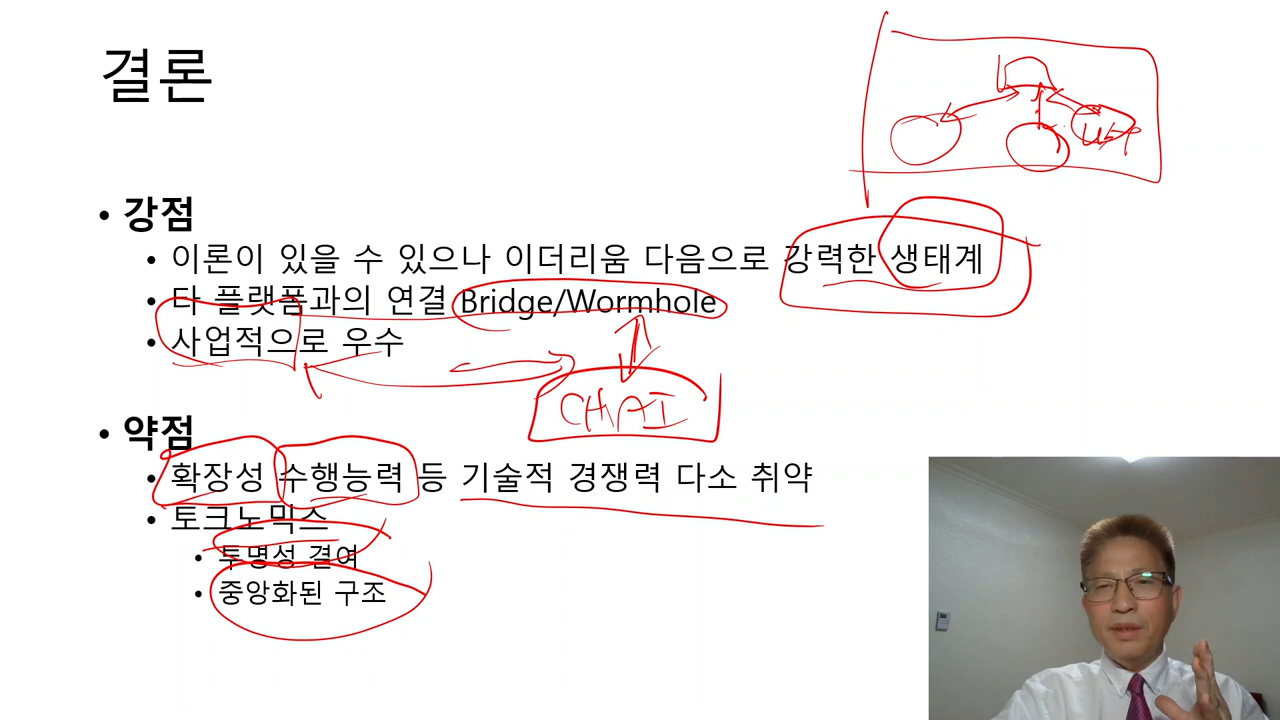 결론
• 강점
• 이론이 있을 수 있으나 이더리움 다음으로 강력한 생태계
• 타 플랫폼과의 연결 Bridge/Wormhole
• 사업적으로 우수
CHAI
• 약점
• 확장성 수행능력 등 기술적 경쟁력 다소 취약
• 토크노믹스
• 투명성 결여
• 중앙화된 구조